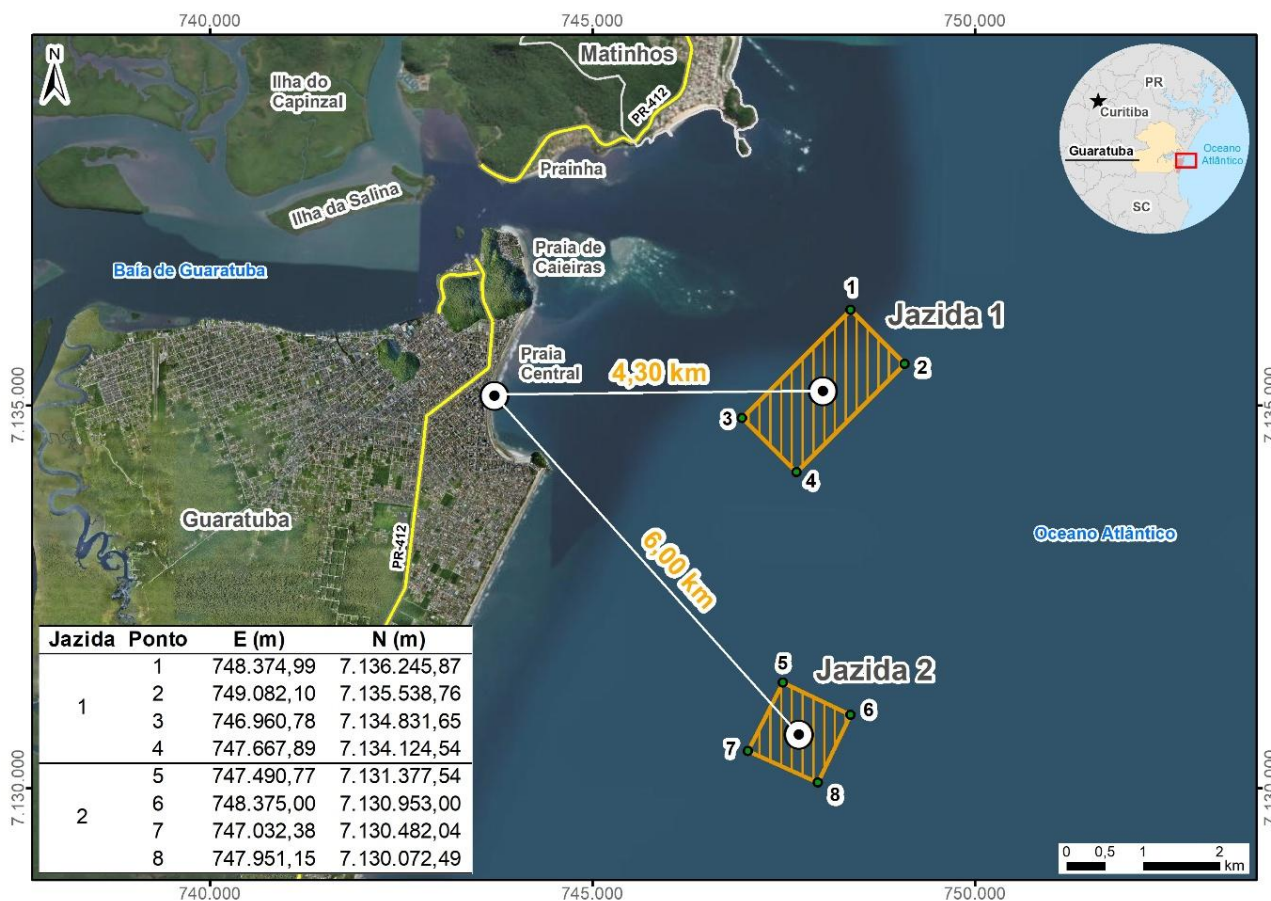 740.000 745.000 750.000
N
Matinhos
Ilha do
Capinzal
PR-412
Prainha
Ilha da Salina
PR
Curitiba
Guaratuba
Oceano
Atlântico
SC
Praia de
Caieiras
Baía de Guaratuba
1
Jazida 1
2
Praia
Central
4,30 km
3
4
7.135.000 7.135.000
Guaratuba
PR-412
Oceano Atlântico
6,00 km
5
Jazida 2
6
7
8
7.130.000 7.130.000
Jazida Ponto E (m) N (m)
1 748.374,99 7.136.245,87
2 749.082,10 7.135.538,76
1
3 746.960,78 7.134.831,65
4 747.667,89 7.134.124,54
5 747.490,77 7.131.377,54
6 748.375,00 7.130.953,00
2
7 747.032,38 7.130.482,04
8 747.951,15 7.130.072,49
0 0,5 1 2
km
740.000 745.000 750.000